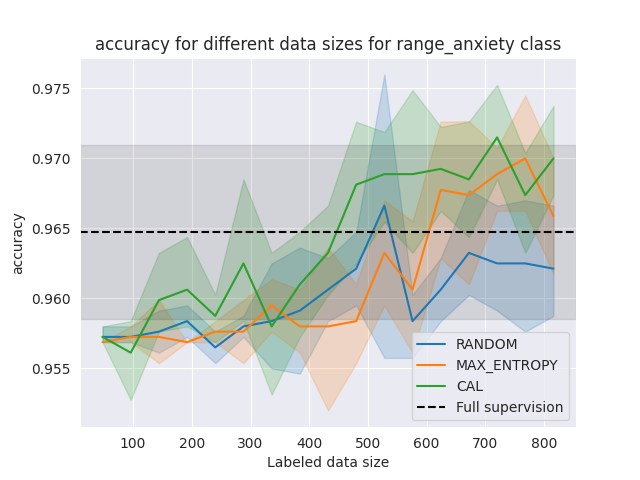 accuracy for different data sizes for range_anxiety class
0.975
0.970
0.965
0.960
0.955
accuracy
100 200 300 400 500 600 700 800
Labeled data size
RANDOM
MAX_ENTROPY
CAL
Full supervision